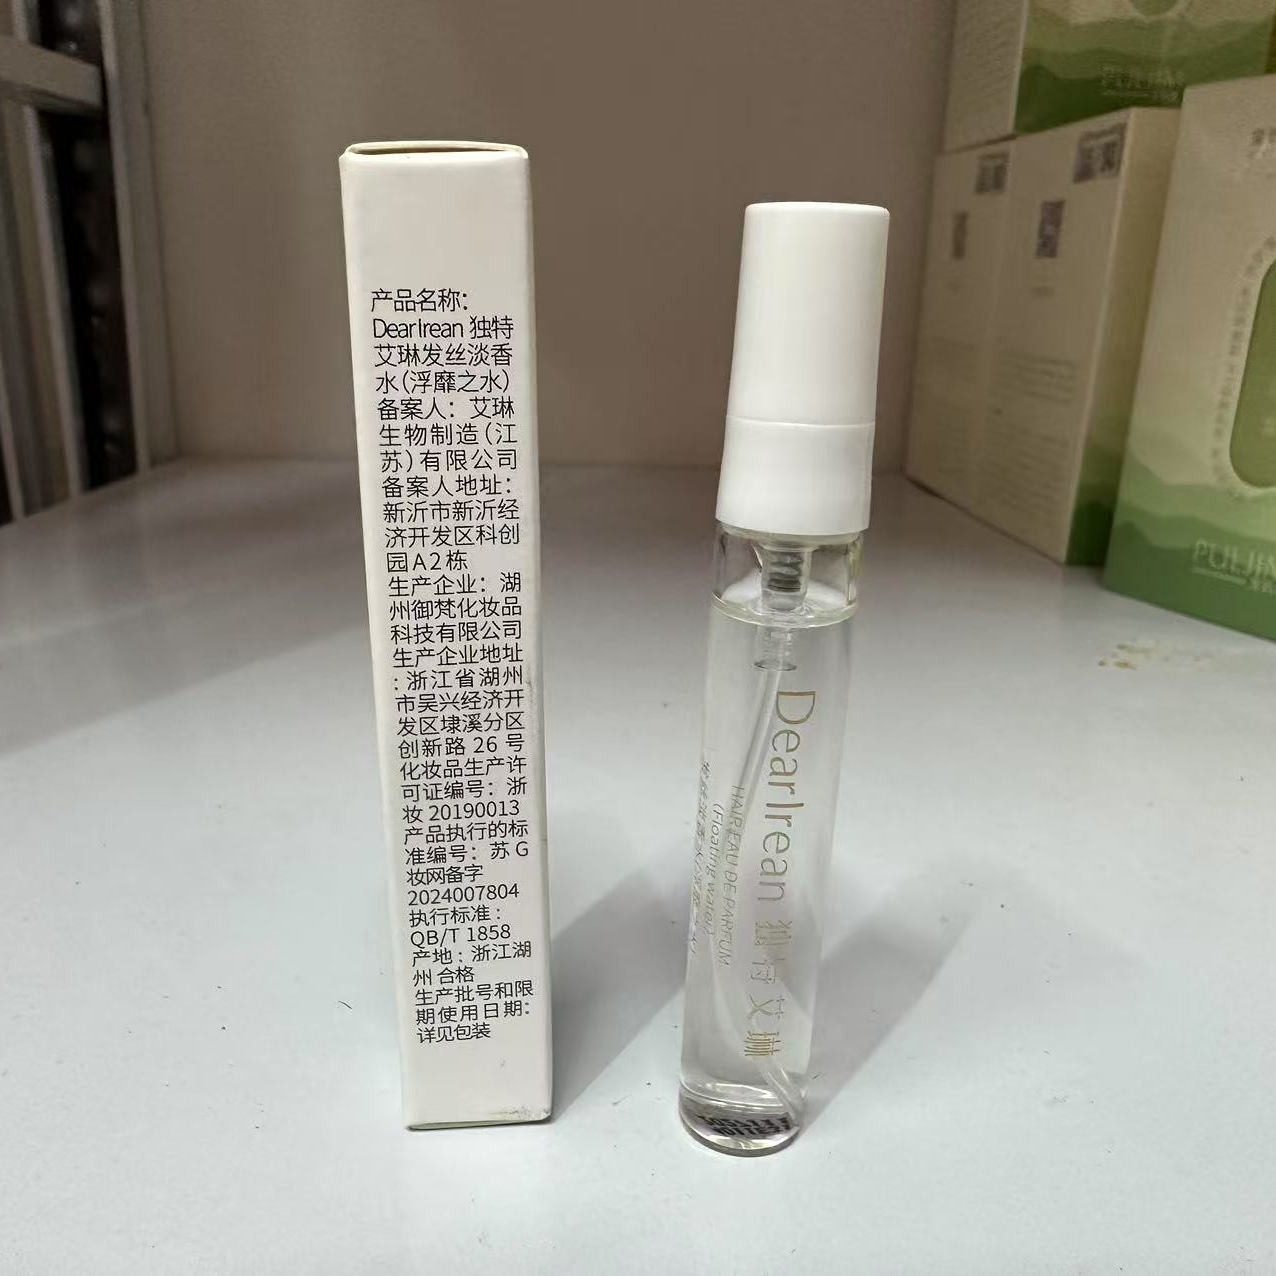 产品名称：
DearIrean 独特
艾琳发丝淡香
水(浮靡之水)
备案人：艾琳
生物制造(江
苏)有限公司
备案人地址：
新沂市新沂经
济开发区科创
园A2栋
生产企业：湖
州御梵化妆品
科技有限公司
生产企业地址
：浙江省湖州
市吴兴经济开
发区埭溪分区
创新路 26 号
化妆品生产许
可证编号：浙
妆 20190013
产品执行的标
准编号：苏 G
妆网备字
2024007804
执行标准：
QB/T 1858
产地：浙江湖
州 合格
生产批号和限
期使用日期：
详见包装
DearIrean 独特艾琳
HAIR EAU DE PARFUM
(Floating water)
PULJIM